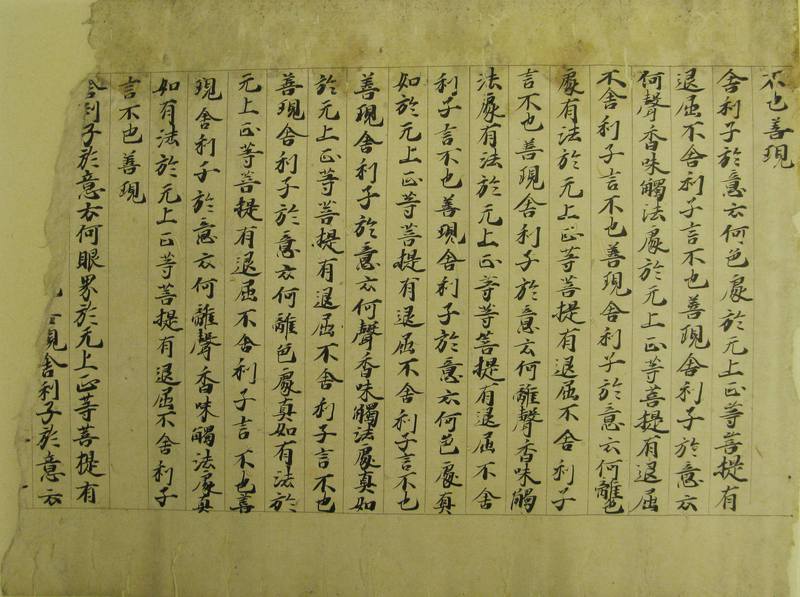 不也善現
舍利子於意云何色處於无上正等菩提有
退屈不舍利子言不也善現舍利子於意云
何聲香味觸法處於无上正等菩提有退屈
不舍利子言不也善現舍利子於意云何離色
處有法於无上正等菩提有退屈不舍利子
言不也善現舍利子於意云何離聲香味觸
法處有法於无上正等等菩提有退屈不舍
利子言不也善現舍利子於意云何色處真
如於无上正等菩提有退屈不舍利子言不也
善現舍利子於意云何聲香味觸法處真如
於无上正等菩提有退屈不舍利子言不也
善現舍利子於意云何離色處真如有法於
无上正等菩提有退屈不舍利子言不也善
現舍利子於意云何離聲香味觸法處真
如有法於无上正等菩提有退屈不舍利子
言不也善現
舍利子於意云何眼界於无上正等菩提有
現舍利子於意云